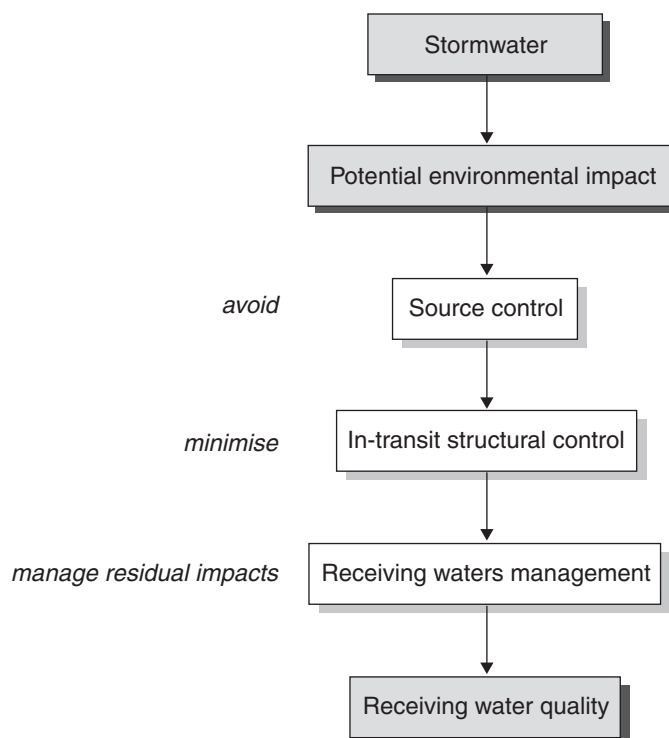 Stormwater
Potential environmental impact
avoid
Source control
minimise
In-transit structural control
manage residual impacts
Receiving waters management
Receiving water quality